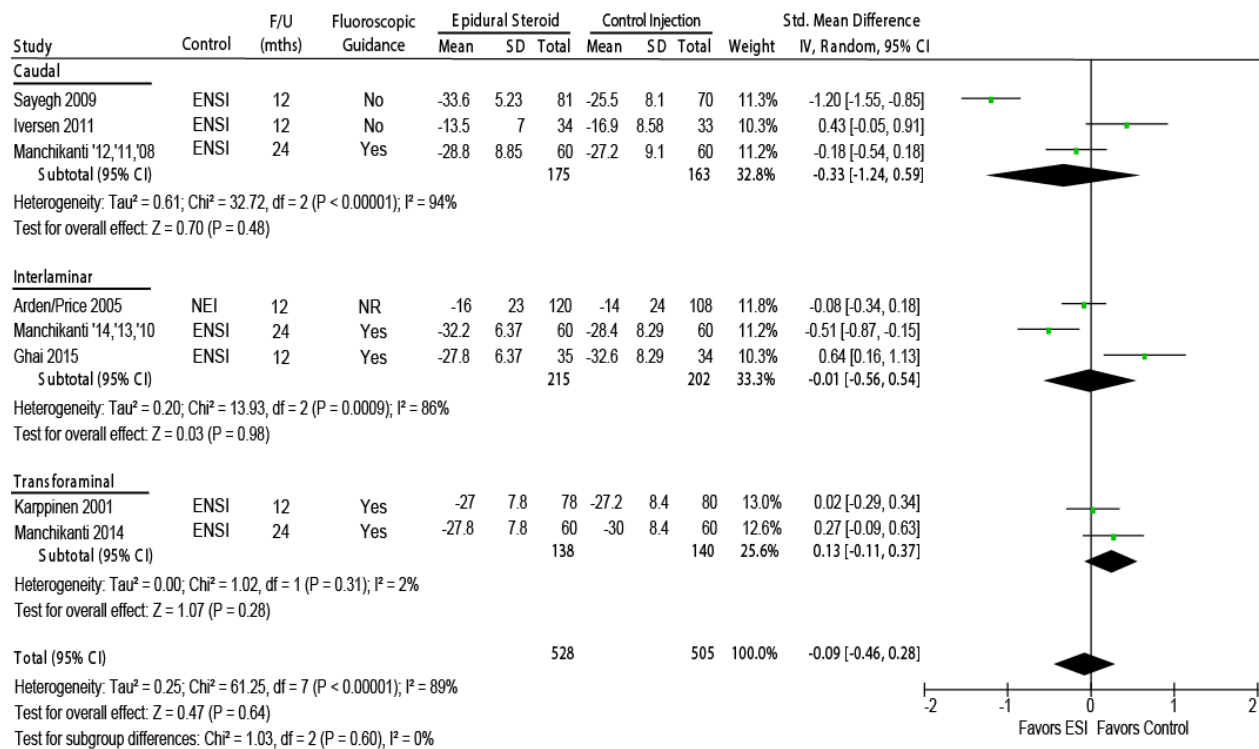 F/U Fluoroscopic Epidural Steroid Control Injection Std. Mean Difference
Study Control (mths) Guidance Mean SD Total Mean SD Total Weight IV, Random, 95% CI
Caudal
Sayegh 2009 ENSI 12 No -33.6 5.23 81 -25.5 8.1 70 11.3% -1.20 [-1.55, -0.85]
Iversen 2011 ENSI 12 No -13.5 7 34 -16.9 8.58 33 10.3% 0.43 [-0.05, 0.91]
Manchikanti '12,'11,'08 ENSI 24 Yes -28.8 8.85 60 -27.2 9.1 60 11.2% -0.18 [-0.54, 0.18]
Subtotal (95% CI) 175 163 32.8% -0.33 [-1.24, 0.59]
Heterogeneity: Tau² = 0.61; Chi² = 32.72, df = 2 (P < 0.00001); I² = 94%
Test for overall effect: Z = 0.70 (P = 0.48)
Interlaminar
Arden/Price 2005 NEI 12 NR -16 23 120 -14 24 108 11.8% -0.08 [-0.34, 0.18]
Manchikanti '14,'13,'10 ENSI 24 Yes -32.2 6.37 60 -28.4 8.29 60 11.2% -0.51 [-0.87, -0.15]
Ghai 2015 ENSI 12 Yes -27.8 6.37 35 -32.6 8.29 34 10.3% 0.64 [0.16, 1.13]
Subtotal (95% CI) 215 202 33.3% -0.01 [-0.56, 0.54]
Heterogeneity: Tau² = 0.20; Chi² = 13.93, df = 2 (P = 0.0009); I² = 86%
Test for overall effect: Z = 0.03 (P = 0.98)
Transforaminal
Karppinen 2001 ENSI 12 Yes -27 7.8 78 -27.2 8.4 80 13.0% 0.02 [-0.29, 0.34]
Manchikanti 2014 ENSI 24 Yes -27.8 7.8 60 -30 8.4 60 12.6% 0.27 [-0.09, 0.63]
Subtotal (95% CI) 138 140 25.6% 0.13 [-0.11, 0.37]
Heterogeneity: Tau² = 0.00; Chi² = 1.02, df = 1 (P = 0.31); I² = 2%
Test for overall effect: Z = 1.07 (P = 0.28)
Total (95% CI) 528 505 100.0% -0.09 [-0.46, 0.28]
Heterogeneity: Tau² = 0.25; Chi² = 61.25, df = 7 (P < 0.00001); I² = 89%
Test for overall effect: Z = 0.47 (P = 0.64)
Test for subgroup differences: Chi² = 1.03, df = 2 (P = 0.60), I² = 0%
-2 -1 0 1 2
Favors ESI Favors Control